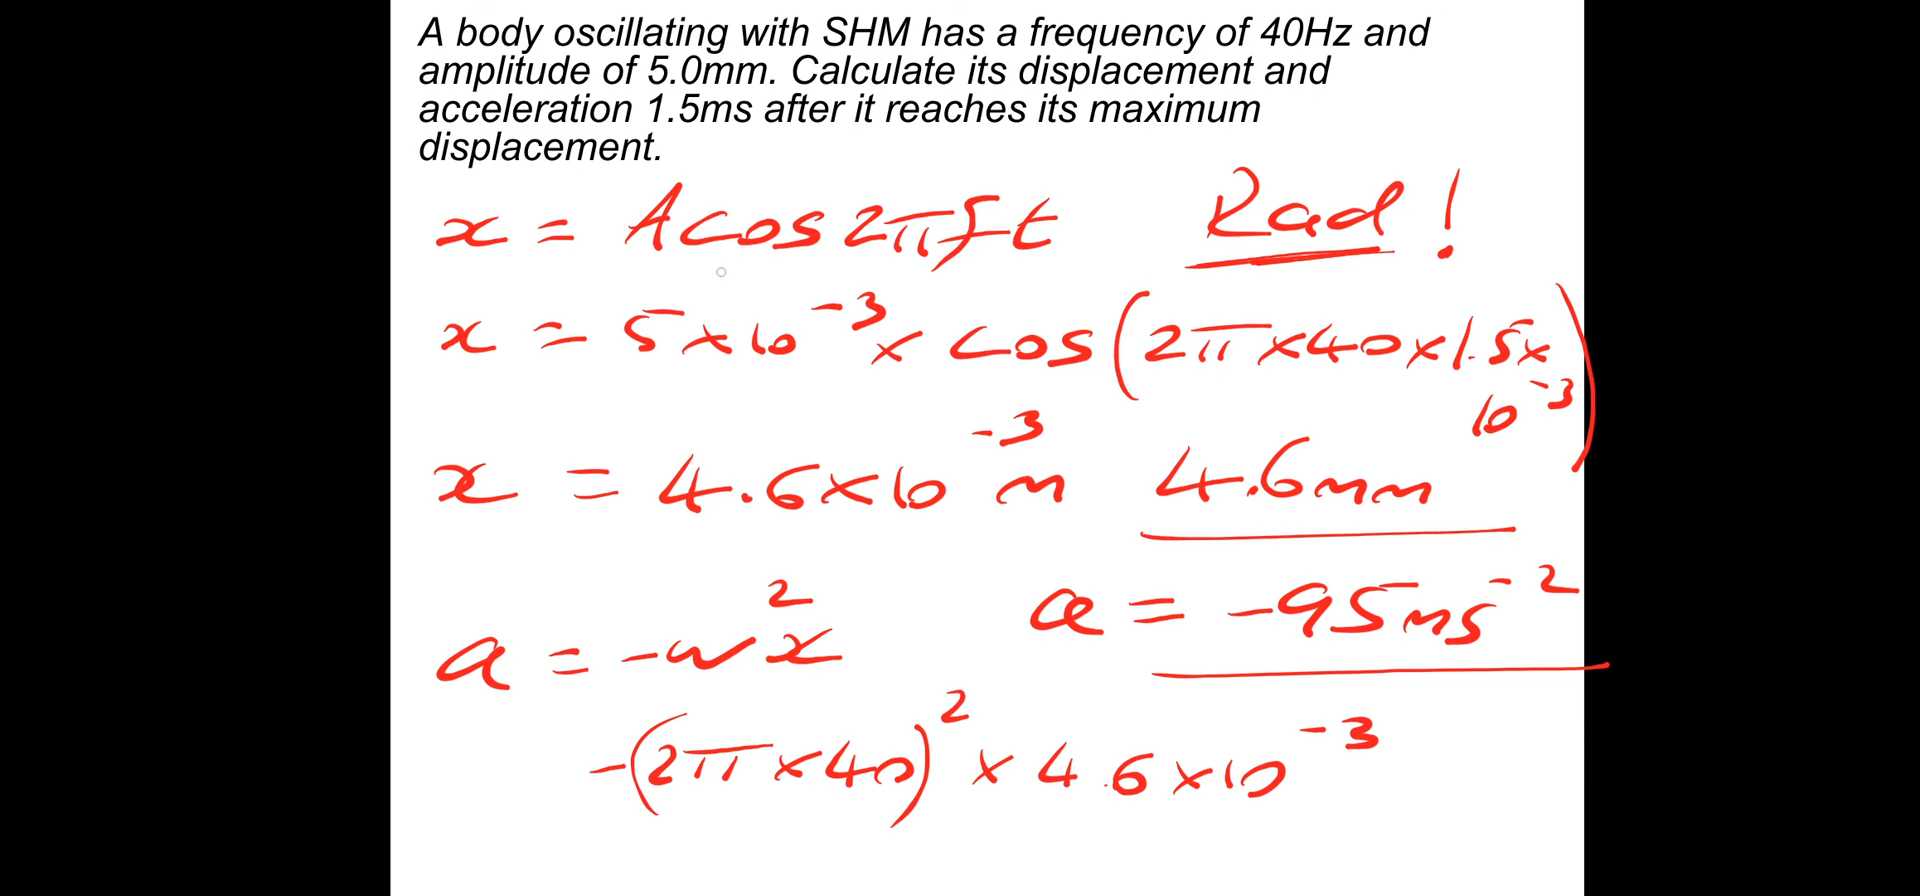 A body oscillating with SHM has a frequency of 40Hz and
amplitude of 5.0mm. Calculate its displacement and
acceleration 1.5ms after it reaches its maximum
displacement.
x = A cos 2πft Rad!
x = 5×10⁻³ × cos(2π×40×1.5×10⁻³)
x = 4.6×10⁻³ m 4.6mm
a = -ω²x a = -95ms⁻²
-(2π×40)² × 4.6×10⁻³